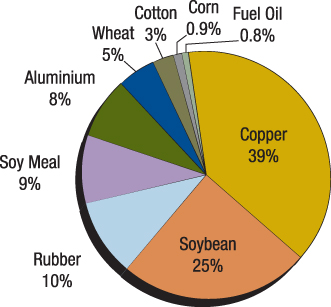 Cotton
3%
Corn
0.9%
Fuel Oil
0.8%
Wheat
5%
Aluminium
8%
Copper
39%
Soy Meal
9%
Soybean
25%
Rubber
10%